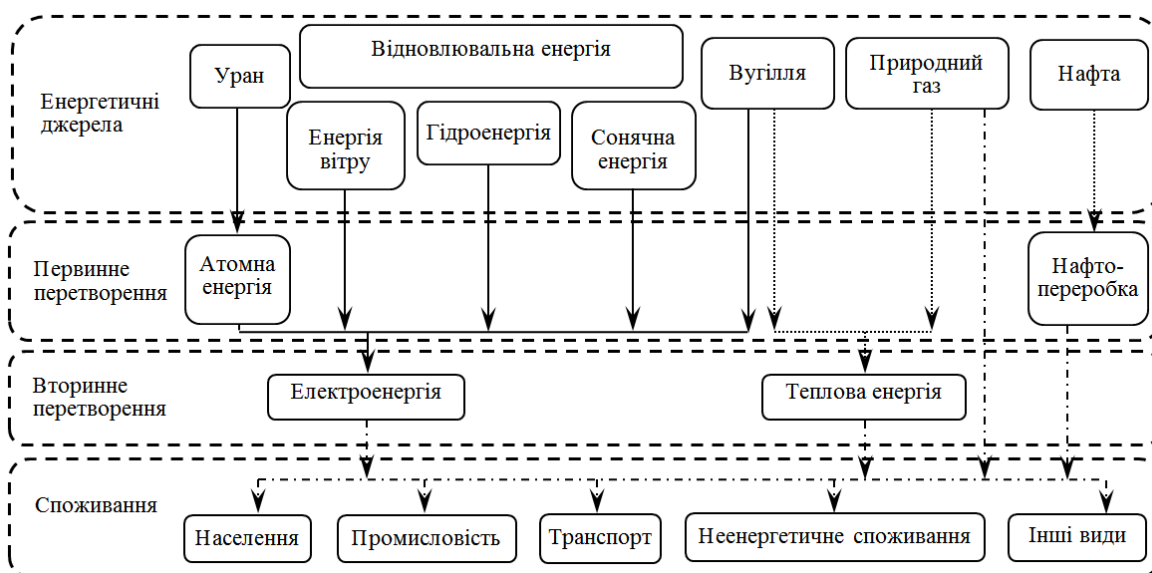 Відновлювальна енергія
Уран
Вугілля
Природний
газ
Нафта
Енергетичні
джерела
Енергія
вітру
Гідроенергія
Сонячна
енергія
Первинне
перетворення
Атомна
енергія
Нафто-
переробка
Вторинне
перетворення
Електроенергія
Теплова енергія
Споживання
Населення
Промисловість
Транспорт
Неенергетичне споживання
Інші види